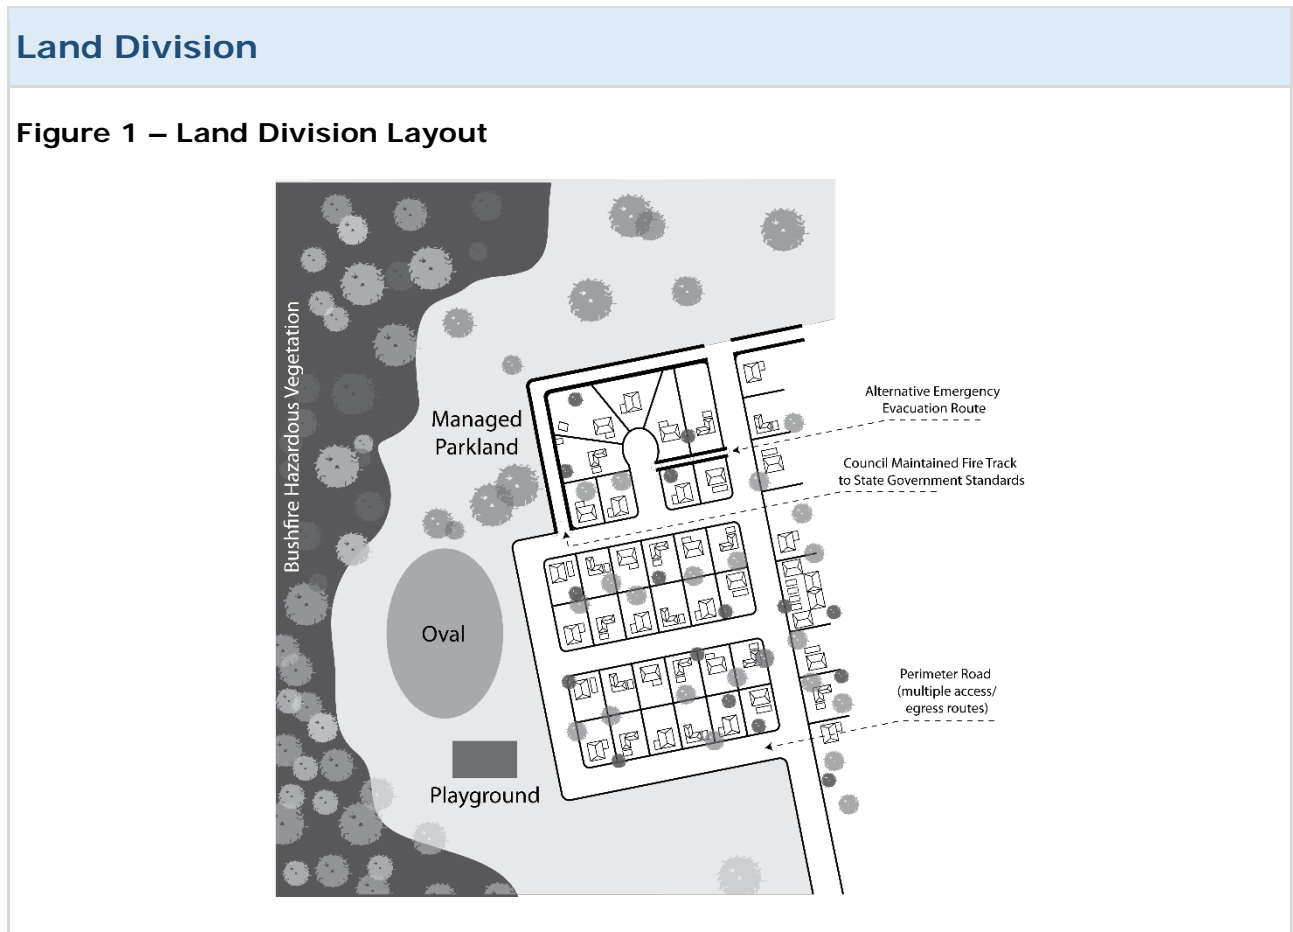 Land Division
Figure 1 – Land Division Layout
Bushfire Hazardous Vegetation
Managed
Parkland
Alternative Emergency
Evacuation Route
Council Maintained Fire Track
to State Government Standards
Oval
Perimeter Road
(multiple access/
egress routes)
Playground